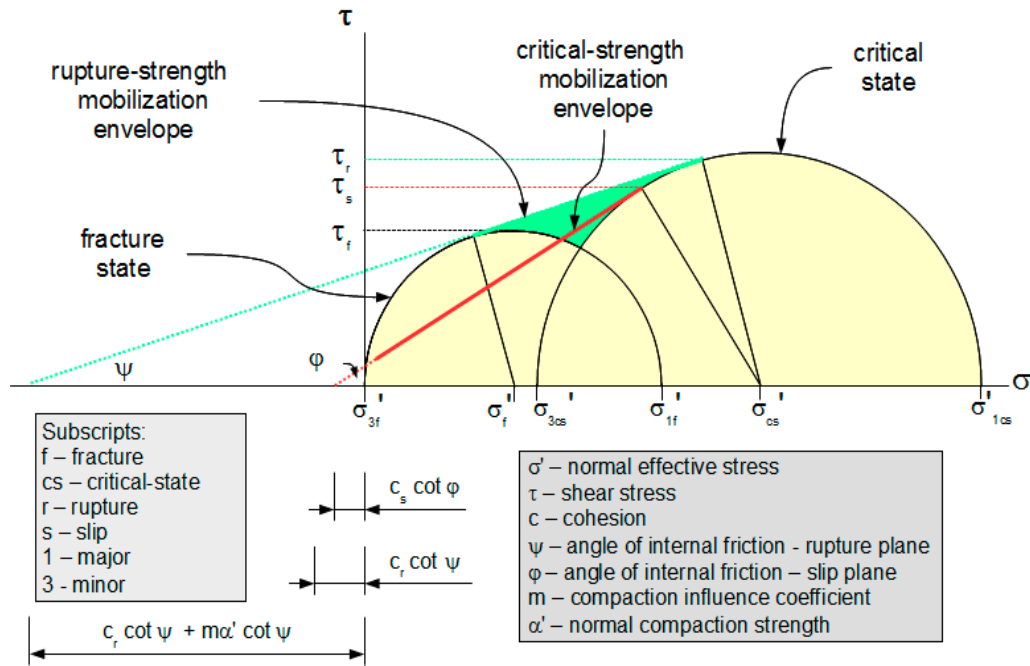 τ
rupture-strength
mobilization
envelope
critical-strength
mobilization
envelope
critical
state
τr
τs
τf
fracture
state
ψ
φ
σ
σ3f'
σf'
σ3cs'
σ1f'
σcs'
σ'1cs
Subscripts:
f – fracture
cs – critical-state
r – rupture
s – slip
1 – major
3 - minor
cs cot φ
cr cot ψ
cr cot ψ + mα' cot ψ
σ' – normal effective stress
τ – shear stress
c – cohesion
ψ – angle of internal friction - rupture plane
φ – angle of internal friction – slip plane
m – compaction influence coefficient
α' – normal compaction strength